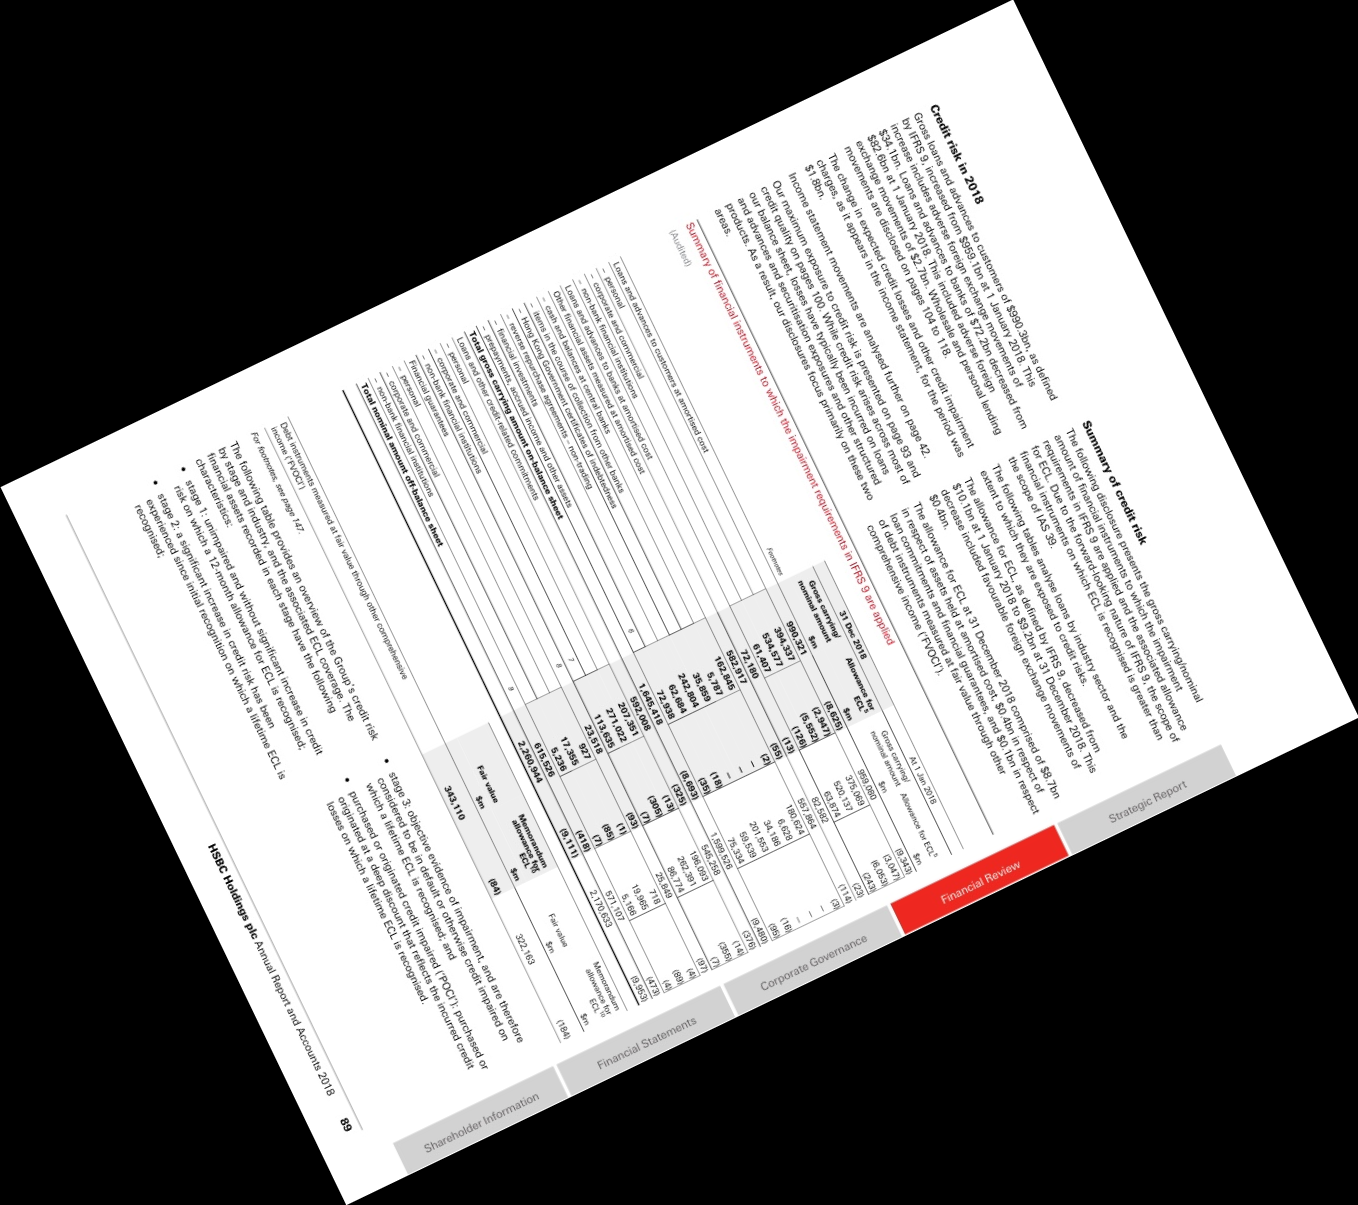 Credit risk in 2018
Gross loans and advances to customers of $990.3bn, as defined
by IFRS 9, increased from $959.1bn at 1 January 2018. This
increase includes adverse foreign exchange movements of
$34.1bn. Loans and advances to banks of $72.2bn decreased from
$82.6bn at 1 January 2018. This included adverse foreign
exchange movements of $2.7bn. Wholesale and personal lending
movements are disclosed on pages 104 to 118.
The change in expected credit losses and other credit impairment
charges, as it appears in the income statement, for the period was
$1.8bn.
Income statement movements are analysed further on page 42.
Our maximum exposure to credit risk is presented on page 93 and
credit quality on pages 100. While credit risk arises across most of
our balance sheet, losses have typically been incurred on loans
and advances and securitisation exposures and other structured
products. As a result, our disclosures focus primarily on these two
areas.
Summary of credit risk
The following disclosure presents the gross carrying/nominal
amount of financial instruments to which the impairment
requirements in IFRS 9 are applied and the associated allowance
for ECL. Due to the forward-looking nature of IFRS 9, the scope of
financial instruments on which ECL is recognised is greater than
the scope of IAS 39.
The following tables analyse loans by industry sector and the
extent to which they are exposed to credit risks.
The allowance for ECL, as defined by IFRS 9, decreased from
$10.1bn at 1 January 2018 to $9.2bn at 31 December 2018. This
decrease included favourable foreign exchange movements of
$0.4bn.
The allowance for ECL at 31 December 2018 comprised of $8.7bn
in respect of assets held at amortised cost, $0.4bn in respect of
loan commitments and financial guarantees, and $0.1bn in respect
of debt instruments measured at fair value through other
comprehensive income ('FVOCI').
Summary of financial instruments to which the impairment requirements in IFRS 9 are applied
(Audited)
31 Dec 2018 At 1 Jan 2018
Gross carrying/ nominal amount Allowance for ECL5 Gross carrying/ nominal amount Allowance for ECL5
Footnotes $m $m $m $m
Loans and advances to customers at amortised cost 990,321 (8,625) 959,080 (9,343)
– personal 394,337 (2,947) 375,069 (3,047)
– corporate and commercial 534,577 (5,552) 520,137 (6,053)
– non-bank financial institutions 61,407 (126) 63,874 (243)
Loans and advances to banks at amortised cost 72,180 (13) 82,582 (23)
Other financial assets measured at amortised cost 582,917 (55) 557,864 (114)
– cash and balances at central banks 162,845 (2) 180,624 (3)
– items in the course of collection from other banks 5,787 – 6,628 –
– Hong Kong Government certificates of indebtedness 35,859 – 34,186 –
– reverse repurchase agreements – non-trading 242,804 – 201,553 –
– financial investments 62,684 (18) 59,539 (16)
– prepayments, accrued income and other assets 6 72,938 (35) 75,334 (95)
Total gross carrying amount on-balance sheet 1,645,418 (8,693) 1,599,526 (9,480)
Loans and other credit-related commitments 592,008 (325) 545,258 (376)
– personal 207,351 (13) 196,093 (14)
– corporate and commercial 271,022 (305) 262,391 (355)
– non-bank financial institutions 7 113,635 (7) 86,774 (7)
Financial guarantees 8 23,518 (93) 25,849 (97)
– personal 927 (1) 718 (4)
– corporate and commercial 17,355 (85) 19,965 (89)
– non-bank financial institutions 5,236 (7) 5,166 (4)
Total nominal amount off-balance sheet 9 615,526 (418) 571,107 (473)
2,260,944 (9,111) 2,170,633 (9,953)
Fair value Memorandum allowance for ECL10 Fair value Memorandum allowance for ECL10
$m $m $m $m
Debt instruments measured at fair value through other comprehensive
income ('FVOCI') 343,110 (84) 322,163 (184)
For footnotes, see page 147.
The following table provides an overview of the Group's credit risk
by stage and industry, and the associated ECL coverage. The
financial assets recorded in each stage have the following
characteristics:
• stage 1: unimpaired and without significant increase in credit
risk on which a 12-month allowance for ECL is recognised;
• stage 2: a significant increase in credit risk has been
experienced since initial recognition on which a lifetime ECL is
recognised;
• stage 3: objective evidence of impairment, and are therefore
considered to be in default or otherwise credit impaired on
which a lifetime ECL is recognised; and
• purchased or originated credit impaired ('POCI'): purchased or
originated at a deep discount that reflects the incurred credit
losses on which a lifetime ECL is recognised.
HSBC Holdings plc Annual Report and Accounts 2018 89
Strategic Report
Financial Review
Corporate Governance
Financial Statements
Shareholder Information